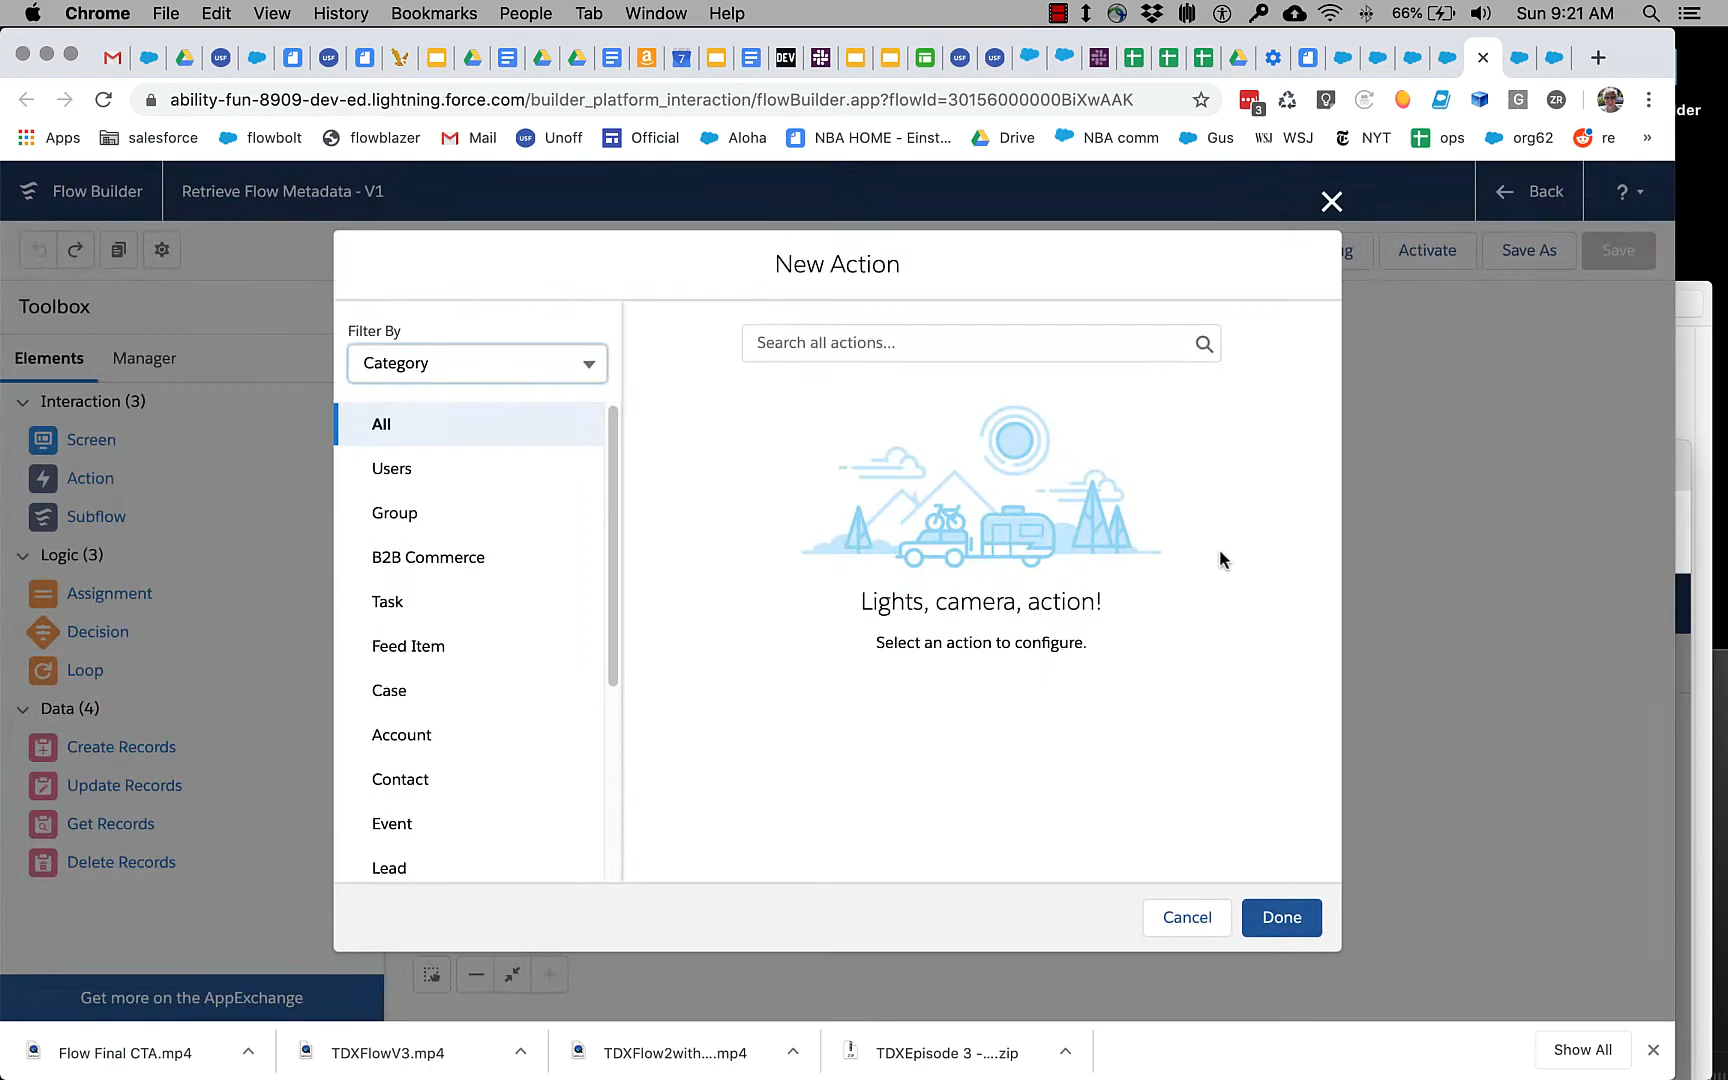 Chrome File Edit View History Bookmarks People Tab Window Help 66% Sun 9:21 AM
ability-fun-8909-dev-ed.lightning.force.com/builder_platform_interaction/flowBuilder.app?flowId=30156000000BiXwAAK
Apps salesforce flowbolt flowblazer Mail Unoff Official Aloha NBA HOME - Einst... Drive NBA comm Gus WSJ WSJ NYT ops org62 re »
der
Flow Builder Retrieve Flow Metadata - V1 Back ?
g Activate Save As Save
New Action
Toolbox
Elements Manager
Interaction (3)
Screen
Action
Subflow
Logic (3)
Assignment
Decision
Loop
Data (4)
Create Records
Update Records
Get Records
Delete Records
Get more on the AppExchange
Filter By
Category
All
Users
Group
B2B Commerce
Task
Feed Item
Case
Account
Contact
Event
Lead
Search all actions...
Lights, camera, action!
Select an action to configure.
Cancel Done
Flow Final CTA.mp4 TDXFlowV3.mp4 TDXFlow2with....mp4 TDXEpisode 3 -....zip Show All